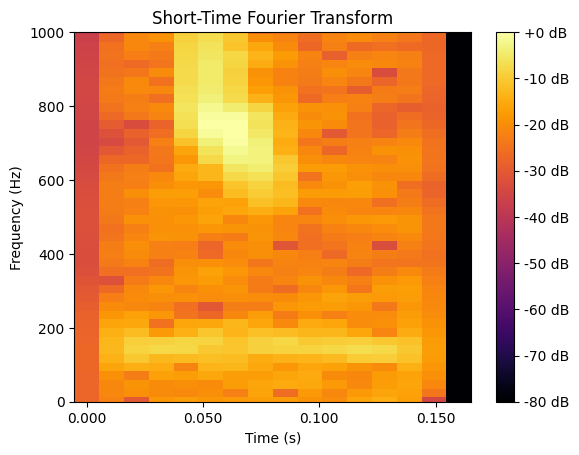 Short-Time Fourier Transform
1000
800
600
400
200
0
Frequency (Hz)
0.000
0.050
0.100
0.150
Time (s)
+0 dB
-10 dB
-20 dB
-30 dB
-40 dB
-50 dB
-60 dB
-70 dB
-80 dB